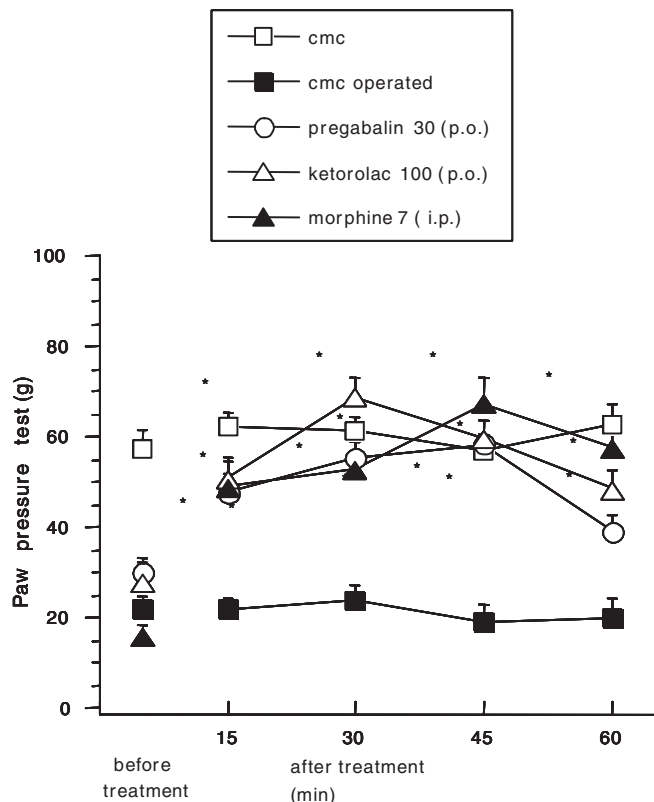 cmc
cmc operated
pregabalin 30 (p.o.)
ketorolac 100 (p.o.)
morphine 7 ( i.p.)
100
80
60
40
20
0
Paw pressure test (g)
* * * *
* * * * *
* * * * *
15 30 45 60
before after treatment
treatment (min)